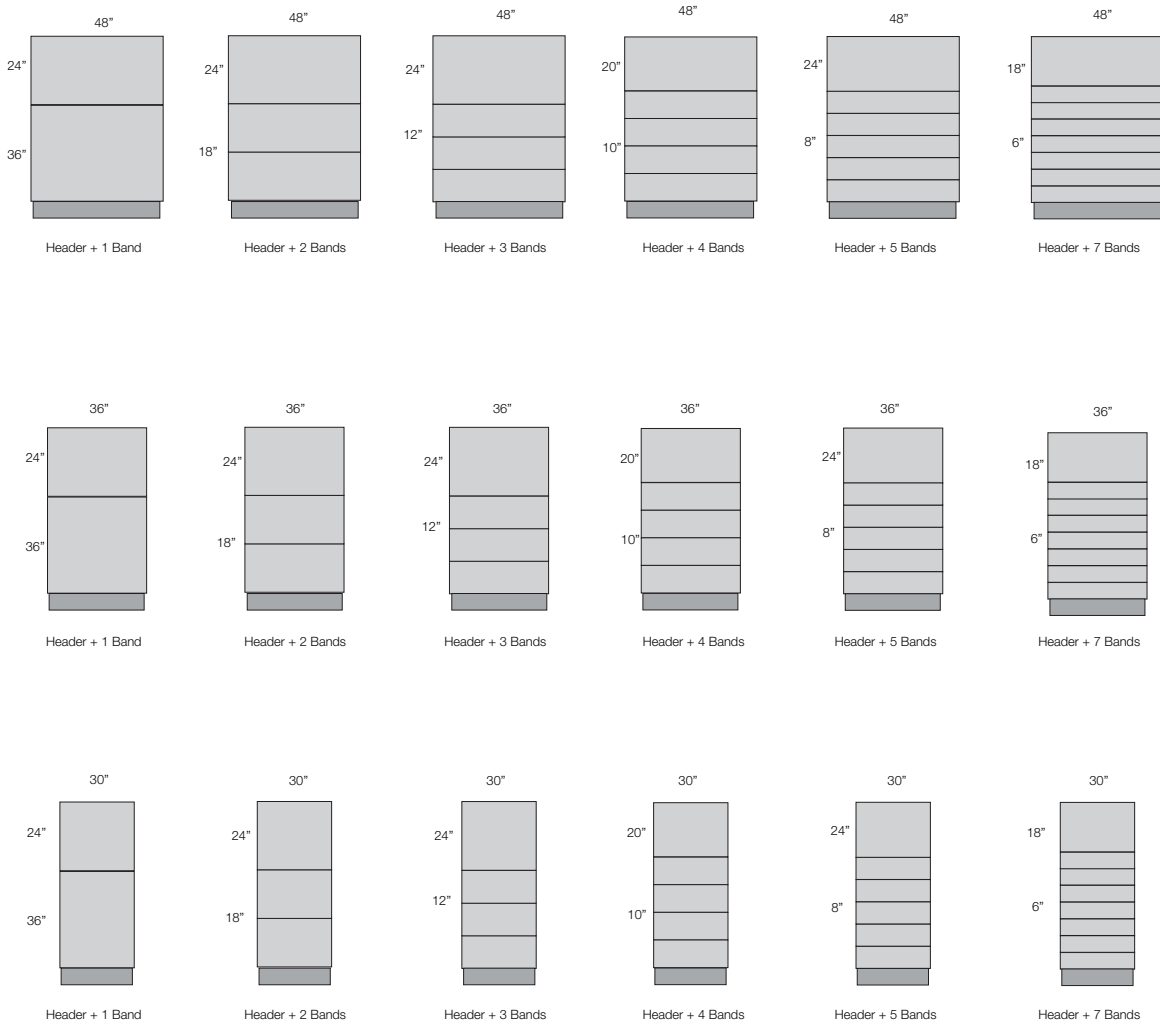 48” 48” 48” 48” 48” 48”
24” 24” 24” 20” 24” 18”
36” 18” 12” 10” 8” 6”
Header + 1 Band Header + 2 Bands Header + 3 Bands Header + 4 Bands Header + 5 Bands Header + 7 Bands
36” 36” 36” 36” 36” 36”
24” 24” 24” 20” 24” 18”
36” 18” 12” 10” 8” 6”
Header + 1 Band Header + 2 Bands Header + 3 Bands Header + 4 Bands Header + 5 Bands Header + 7 Bands
30” 30” 30” 30” 30” 30”
24” 24” 24” 20” 24” 18”
36” 18” 12” 10” 8” 6”
Header + 1 Band Header + 2 Bands Header + 3 Bands Header + 4 Bands Header + 5 Bands Header + 7 Bands